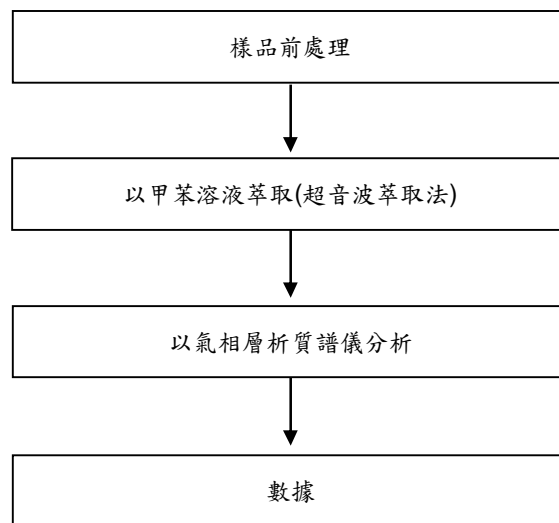 樣品前處理
以甲苯溶液萃取(超音波萃取法)
以氣相層析質譜儀分析
數據